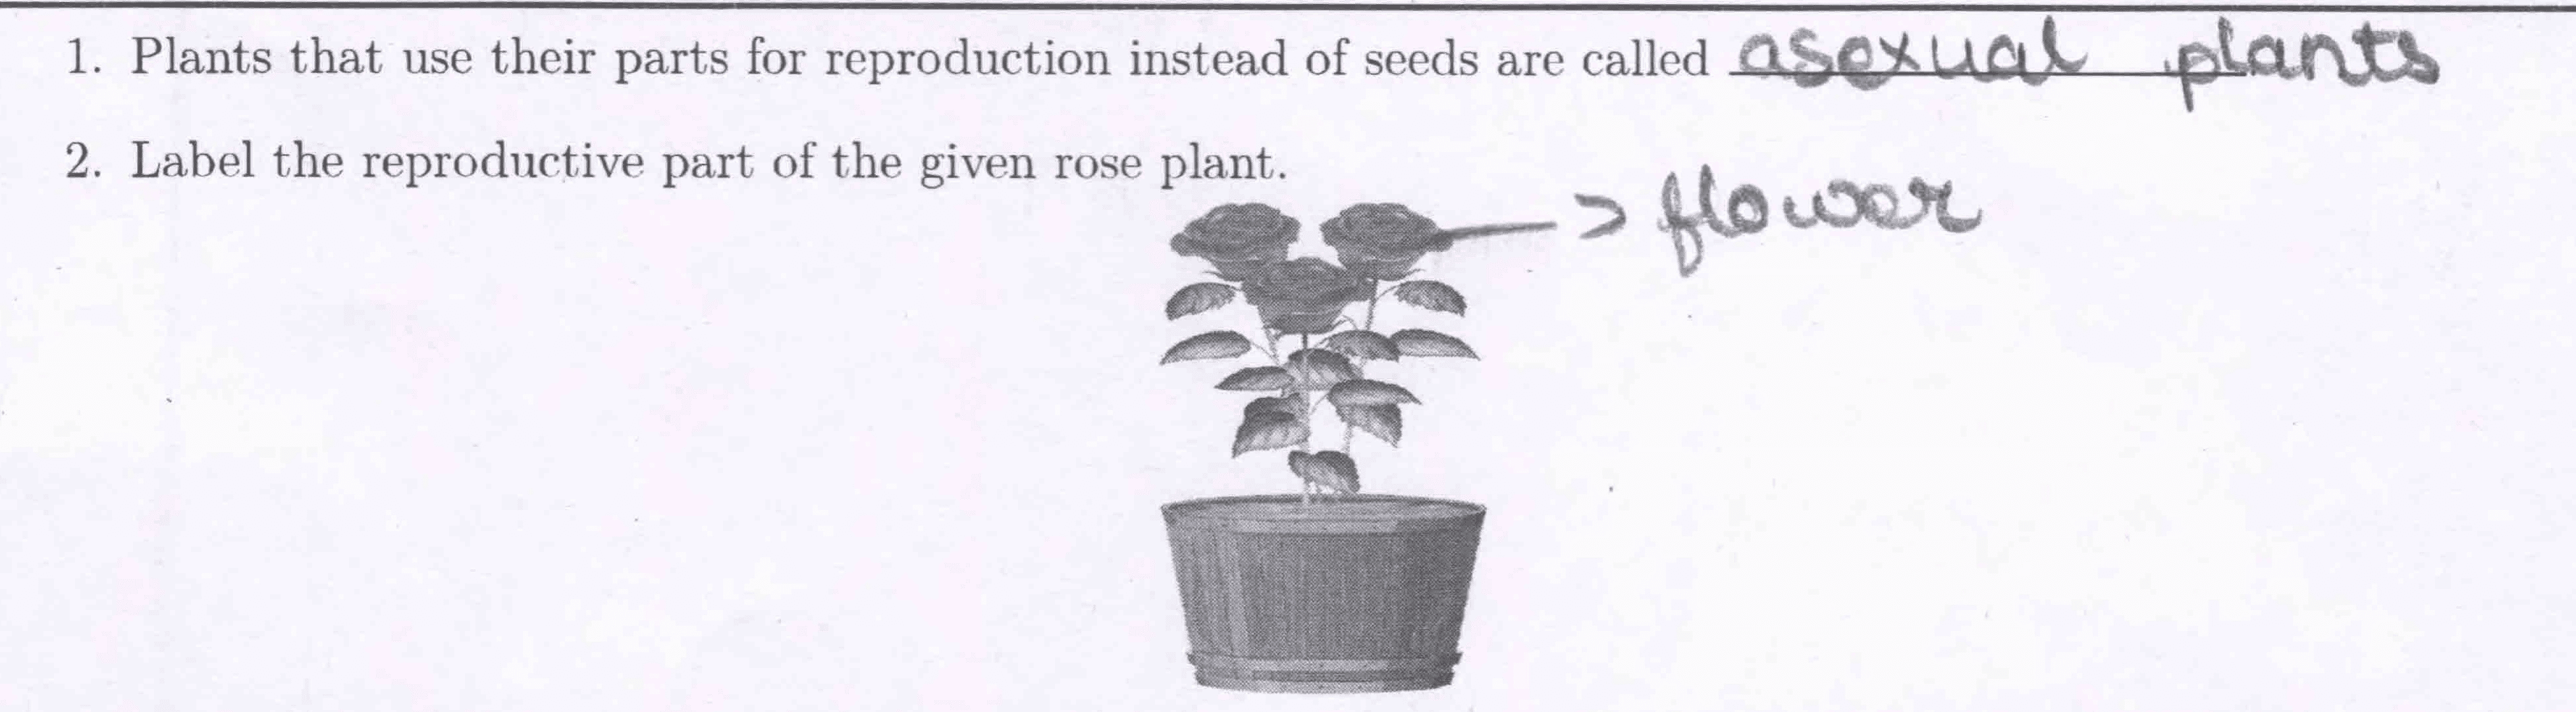 1. Plants that use their parts for reproduction instead of seeds are called asexual plants
2. Label the reproductive part of the given rose plant.
> flower